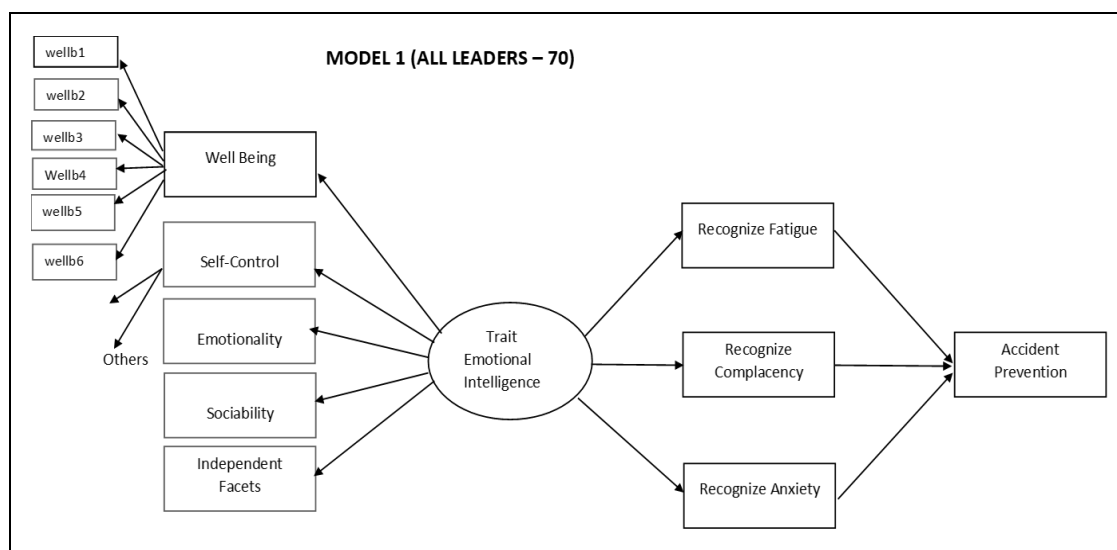 MODEL 1 (ALL LEADERS – 70)
wellb1
wellb2
wellb3
Wellb4
wellb5
wellb6
Well Being
Self-Control
Others
Emotionality
Sociability
Independent
Facets
Trait
Emotional
Intelligence
Recognize Fatigue
Recognize
Complacency
Recognize Anxiety
Accident
Prevention